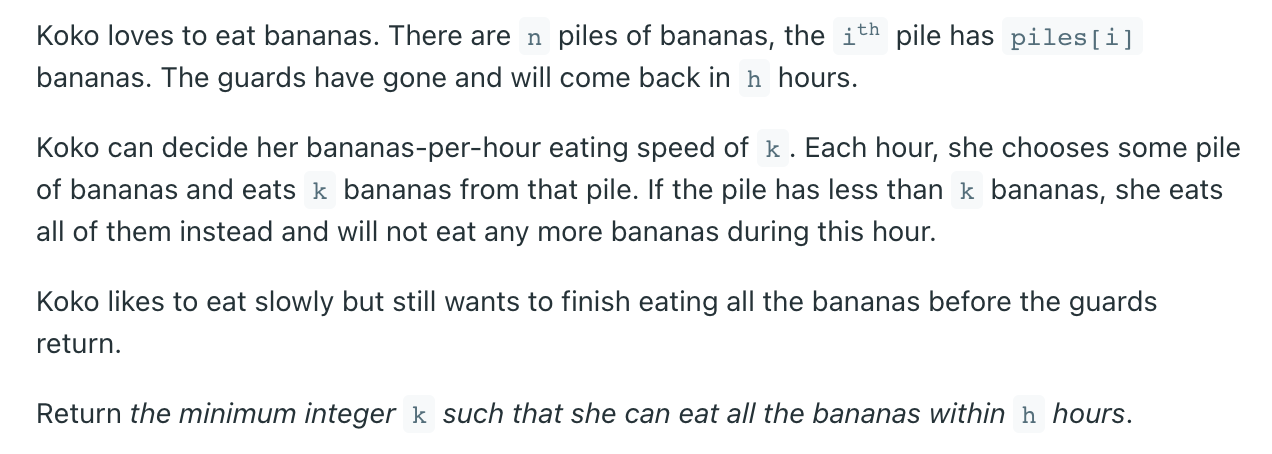 Koko loves to eat bananas. There are n piles of bananas, the iᵗʰ pile has piles[i]
bananas. The guards have gone and will come back in h hours.
Koko can decide her bananas-per-hour eating speed of k. Each hour, she chooses some pile
of bananas and eats k bananas from that pile. If the pile has less than k bananas, she eats
all of them instead and will not eat any more bananas during this hour.
Koko likes to eat slowly but still wants to finish eating all the bananas before the guards
return.
Return the minimum integer k such that she can eat all the bananas within h hours.